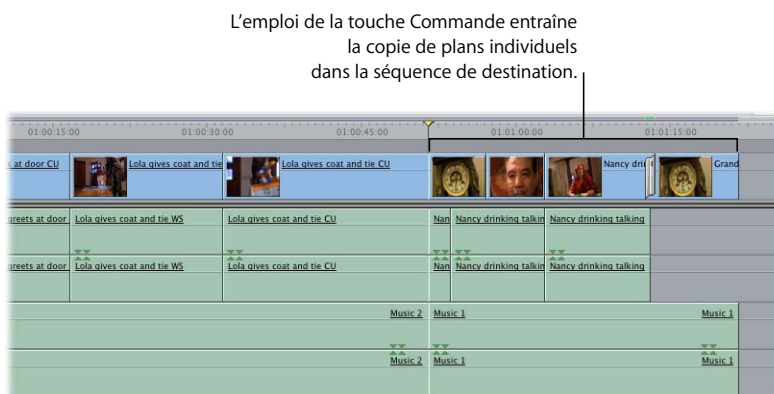 L'emploi de la touche Commande entraîne
la copie de plans individuels
dans la séquence de destination.
01:00:15:00 01:00:30:00 01:00:45:00 01:01:00:00 01:01:15:00
s at door CU Lola gives coat and tie Lola gives coat and tie CU Nancy dri Grand
greets at door Lola gives coat and tie WS Lola gives coat and tie CU Nan Nancy drinking talkin Nancy drinking talking
greets at door Lola gives coat and tie WS Lola gives coat and tie CU Nan Nancy drinking talkin Nancy drinking talking
Music 2 Music 1 Music 1
Music 2 Music 1 Music 1